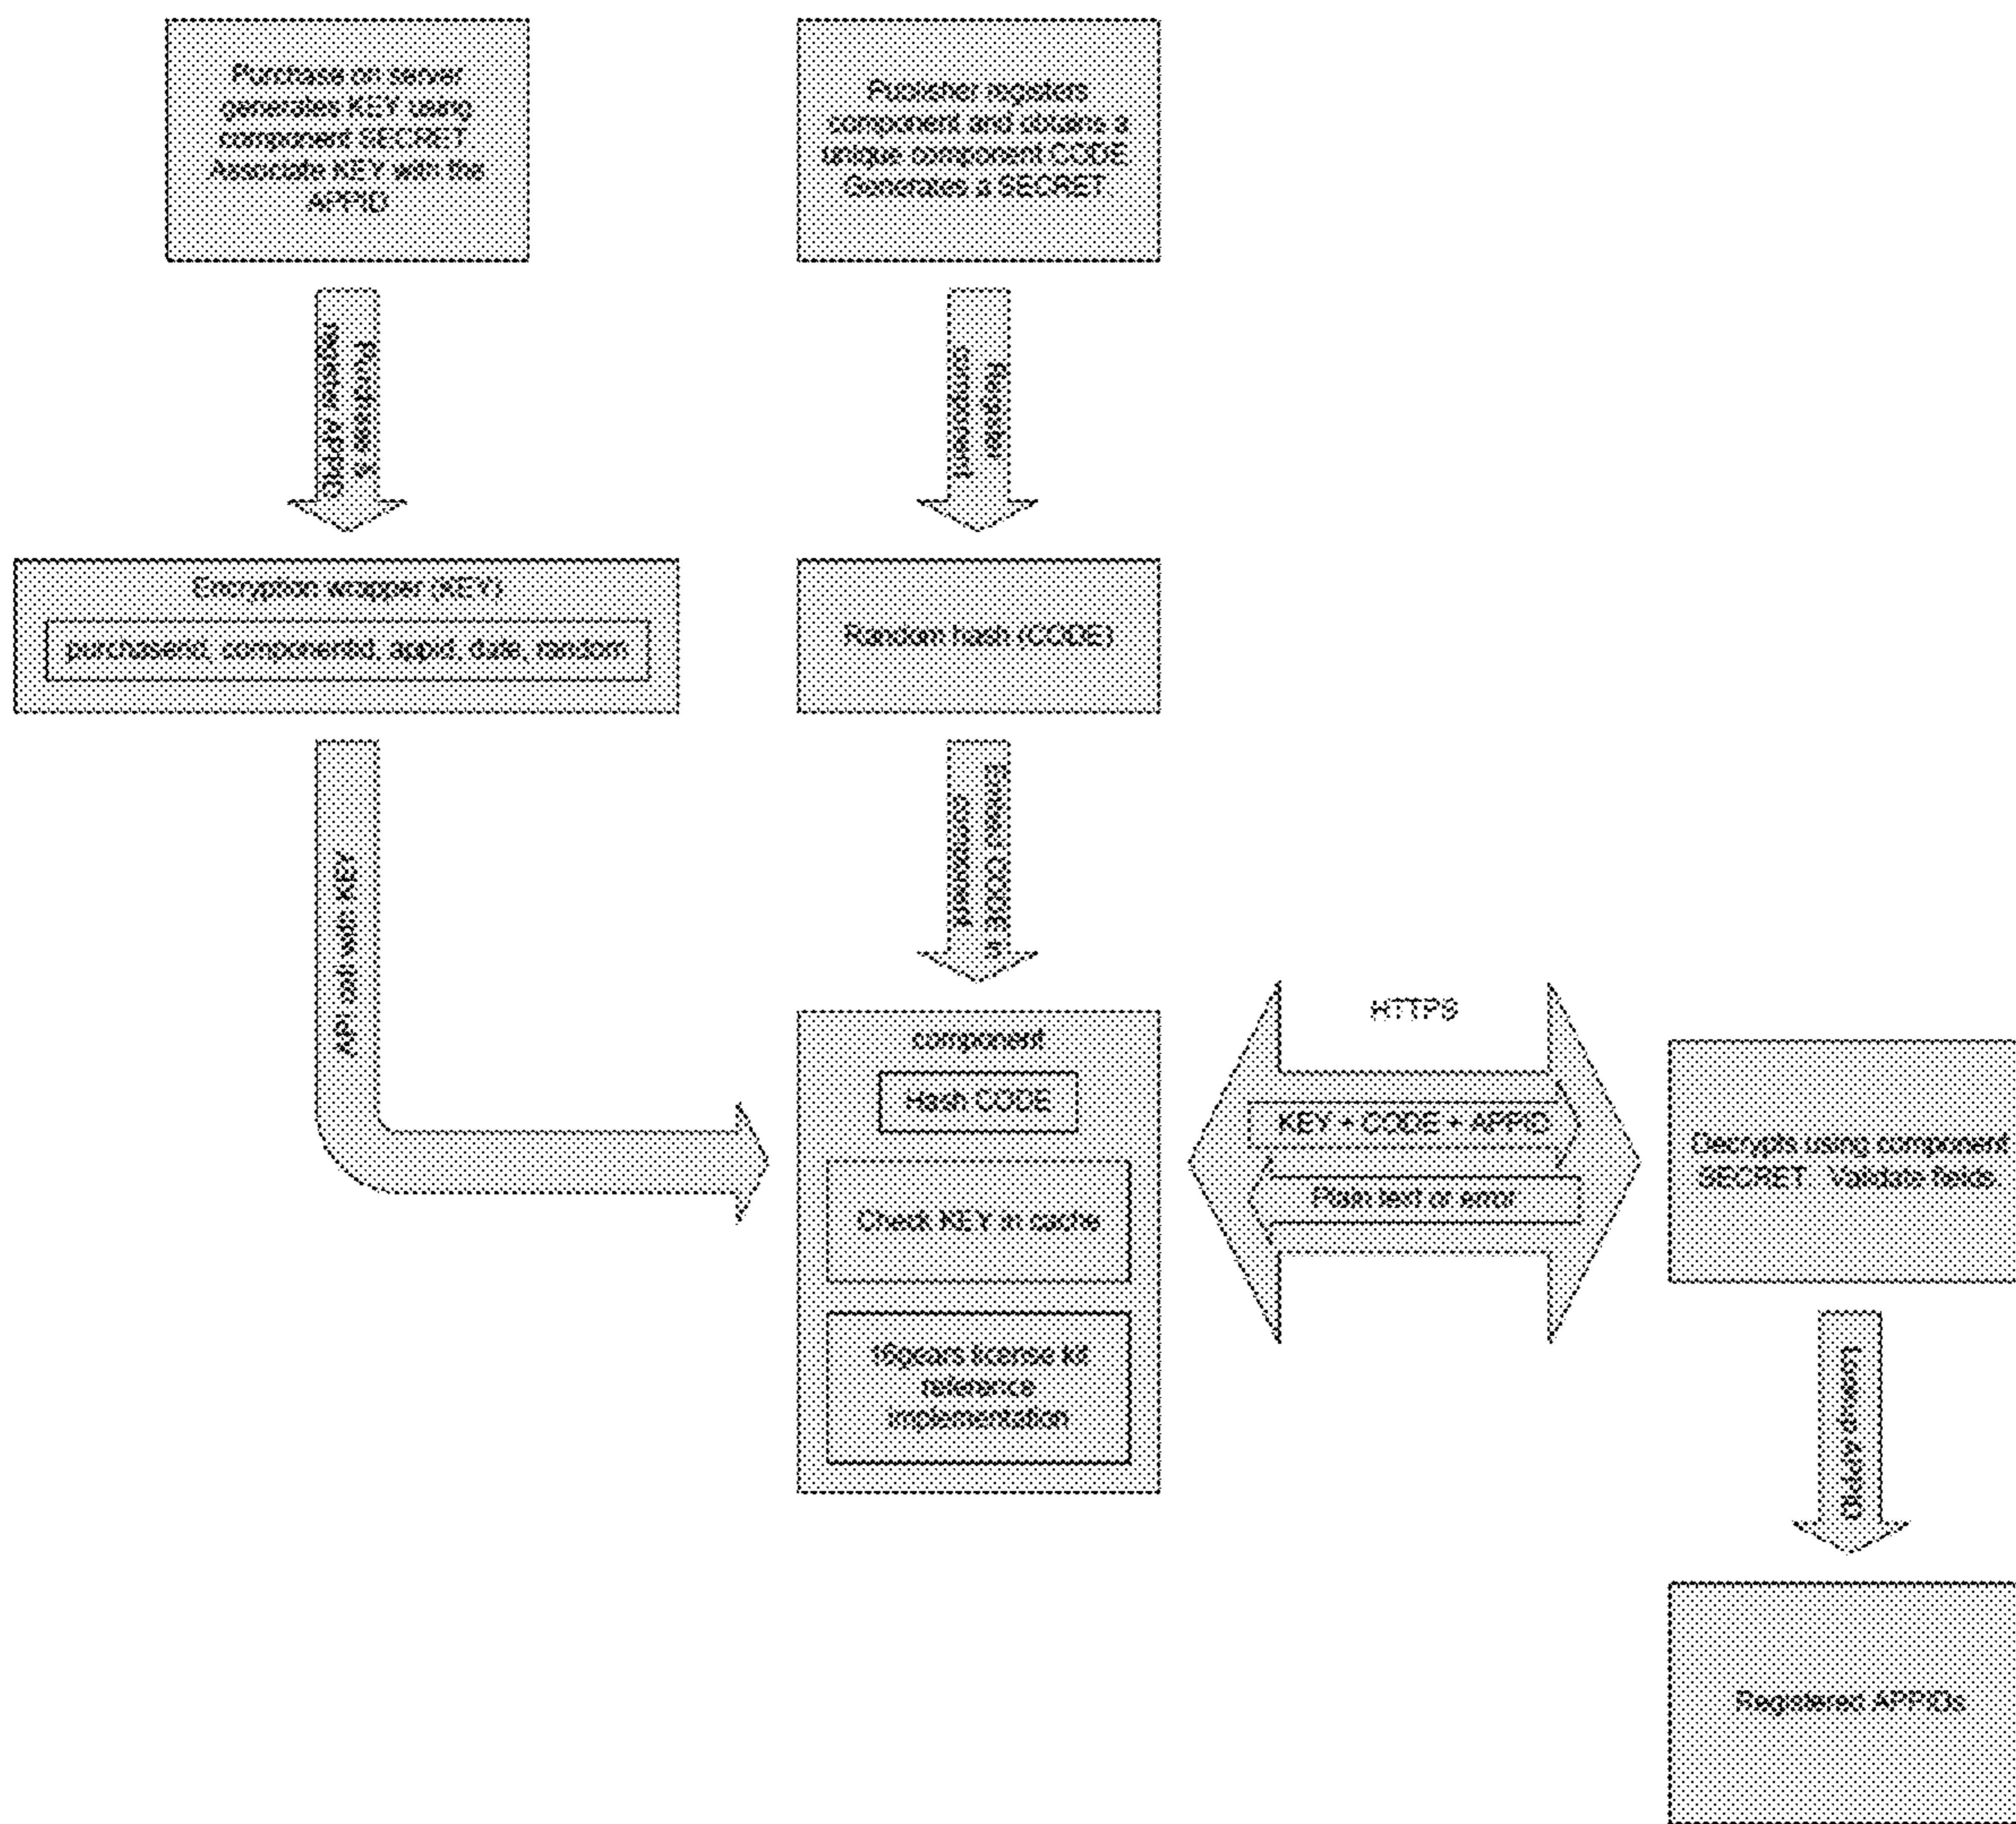 Purchase on server
generates KEY using
component SECRET
Associate KEY with the
APPID
Publisher registers
component and obtains a
unique component CODE
Generates a SECRET
Encryption wrapper (KEY)
purchaseid, componentid, appid, date, random
Random hash (CODE)
API call with KEY
component
Hash CODE
Check KEY in cache
license kit
reference
implementation
HTTPS
KEY + CODE + APPID
Plain text or error
Decrypts using component
SECRET Validate fields
Registered APPIDs